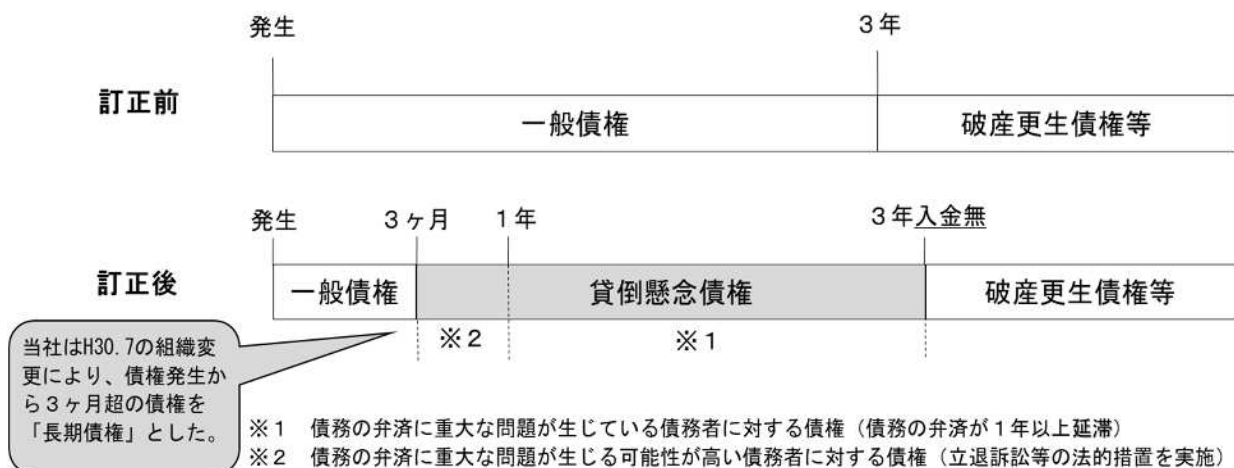 発生 3年
訂正前
一般債権 破産更生債権等
発生 3ヶ月 1年 3年入金無
訂正後
一般債権 貸倒懸念債権 破産更生債権等
※2 ※1
当社はH30.7の組織変
更により、債権発生か
ら3ヶ月超の債権を
「長期債権」とした。
※1 債務の弁済に重大な問題が生じている債務者に対する債権（債務の弁済が1年以上延滞）
※2 債務の弁済に重大な問題が生じる可能性が高い債務者に対する債権（立退訴訟等の法的措置を実施）